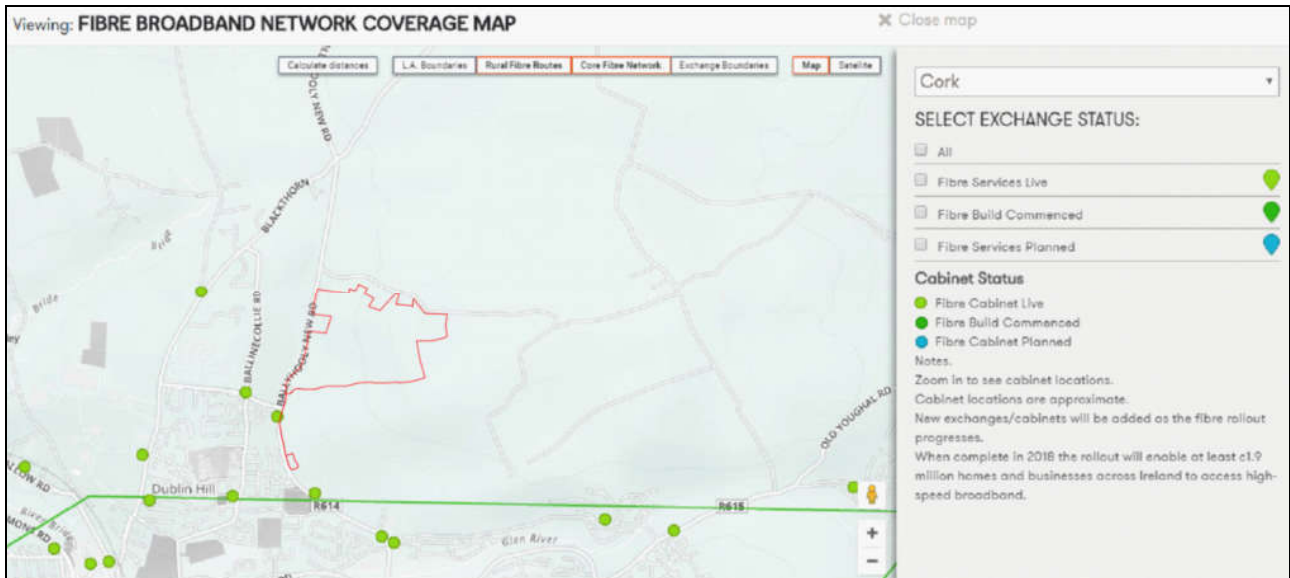 Viewing: FIBRE BROADBAND NETWORK COVERAGE MAP
✖ Close map
Calculate distances
L.A. Boundaries
Rural Fibre Routes
Core Fibre Network
Exchange Boundaries
Map
Satellite
OLY NEW RD
BLACKTHORN
Bride
Bride
BALLINECOLLIE RD
BALLYHOOLY NEW RD
OLD YOUGHAL RD
Dublin Hill
R614
R615
Glen River
+
−
Cork
SELECT EXCHANGE STATUS:
All
Fibre Services Live
Fibre Build Commenced
Fibre Services Planned
Cabinet Status
Fibre Cabinet Live
Fibre Build Commenced
Fibre Cabinet Planned
Notes.
Zoom in to see cabinet locations.
Cabinet locations are approximate.
New exchanges/cabinets will be added as the fibre rollout
progresses.
When complete in 2018 the rollout will enable at least c1.9
million homes and businesses across Ireland to access high-
speed broadband.